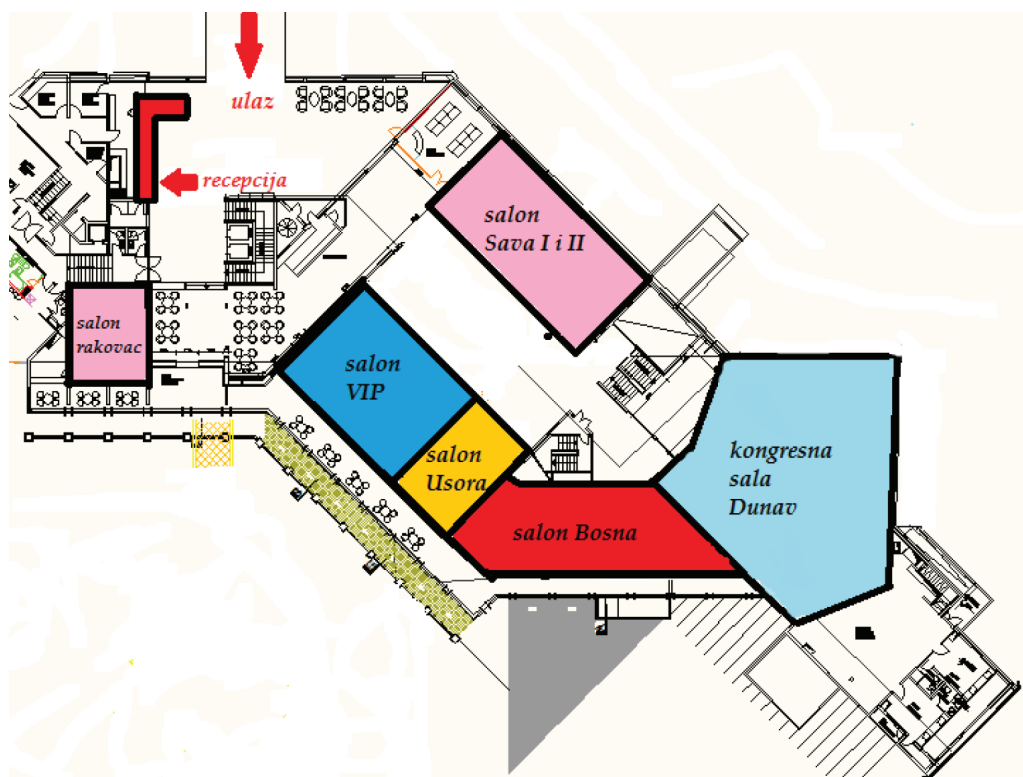 ulaz
recepcija
salon
Sava I i II
salon
rakovac
salon
VIP
salon
Usora
kongresna
sala
Dunav
salon Bosna